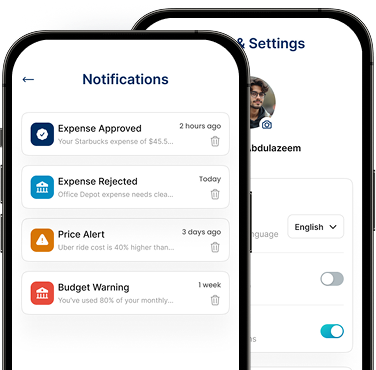 Notifications
Expense Approved
2 hours ago
Your Starbucks expense of $45.5...
Expense Rejected
Today
Office Depot expense needs clea...
Price Alert
3 days ago
Uber ride cost is 40% higher than...
Budget Warning
1 week
You've used 80% of your monthly...
& Settings
Abdulazeem
English